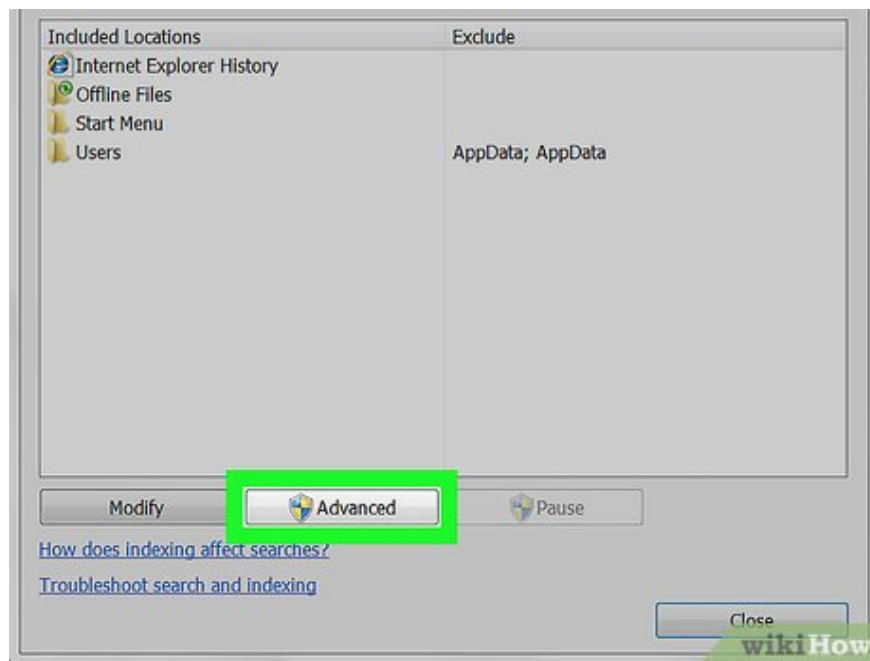 Included Locations Exclude
Internet Explorer History
Offline Files
Start Menu
Users AppData; AppData
Modify Advanced Pause
How does indexing affect searches?
Troubleshoot search and indexing
Close
wikiHow